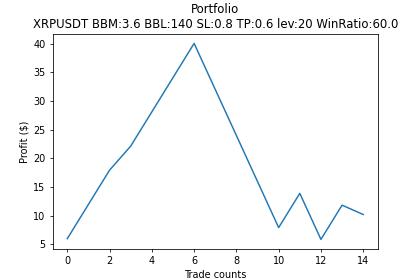 Portfolio
XRPUSDT BBM:3.6 BBL:140 SL:0.8 TP:0.6 lev:20 WinRatio:60.0
40
35
30
25
20
15
10
5
Profit ($)
0 2 4 6 8 10 12 14
Trade counts